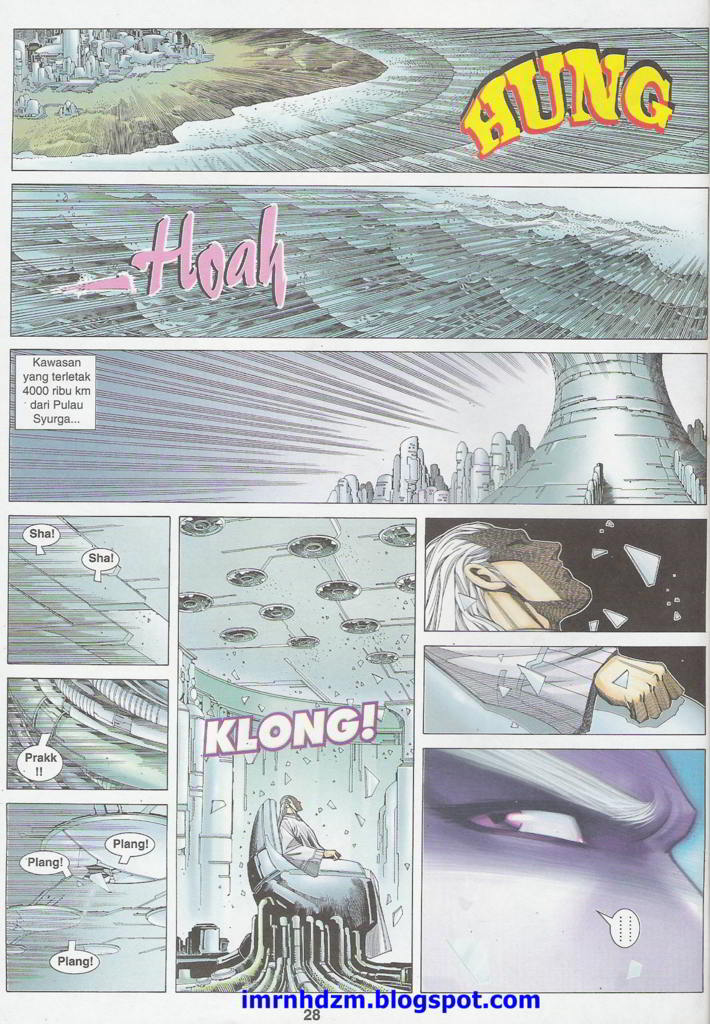 HUNG
Hoah
Kawasan
yang terletak
4000 ribu km
dari Pulau
Syurga...
Sha!
Sha!
Prakk
!!
Plang!
Plang!
Plang!
KLONG!
..........
imrnhdzm.blogspot.com
28